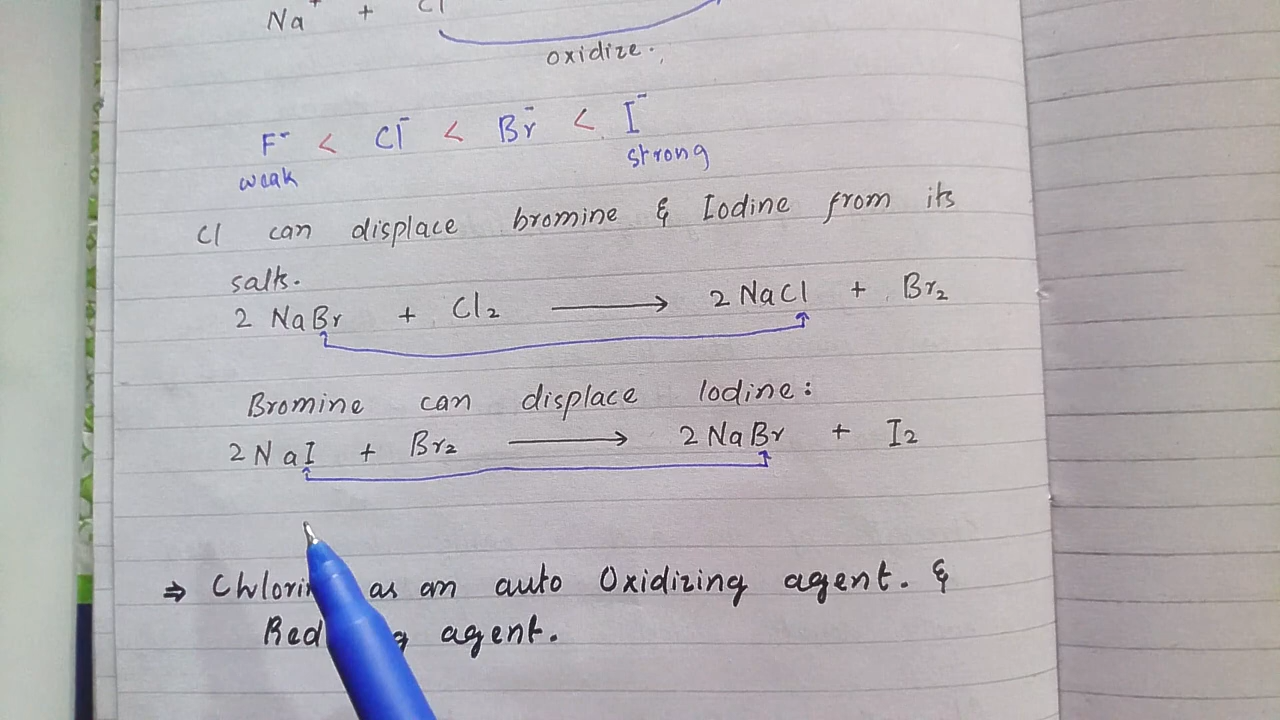 Na⁺ + Cl
oxidize.
F⁻ < Cl⁻ < Br⁻ < I⁻
weak strong
Cl can displace bromine & Iodine from its
salts.
2 NaBr + Cl₂ ⟶ 2 NaCl + Br₂
Bromine can displace Iodine:
2 NaI + Br₂ ⟶ 2 NaBr + I₂
⇒ Chlorin as an auto Oxidizing agent. &
Red g agent.